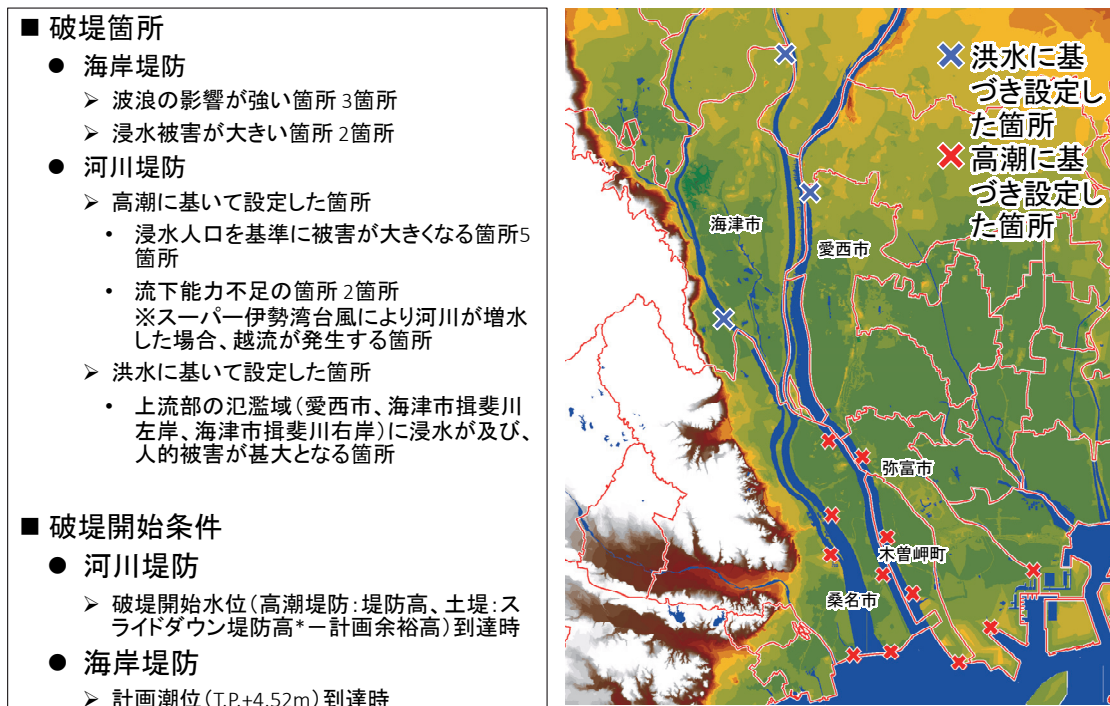 ■ 破堤箇所
● 海岸堤防
➢ 波浪の影響が強い箇所 3箇所
➢ 浸水被害が大きい箇所 2箇所
● 河川堤防
➢ 高潮に基いて設定した箇所
• 浸水人口を基準に被害が大きくなる箇所5
箇所
• 流下能力不足の箇所 2箇所
※スーパー伊勢湾台風により河川が増水
した場合、越流が発生する箇所
➢ 洪水に基いて設定した箇所
• 上流部の氾濫域(愛西市、海津市揖斐川
左岸、海津市揖斐川右岸)に浸水が及び、
人的被害が甚大となる箇所
■ 破堤開始条件
● 河川堤防
➢ 破堤開始水位(高潮堤防:堤防高、土堤:ス
ライドダウン堤防高*ー計画余裕高)到達時
● 海岸堤防
➢ 計画潮位(T.P.+4.52m)到達時
洪水に基
づき設定し
た箇所
高潮に基
づき設定し
た箇所
海津市
愛西市
弥富市
木曽岬町
桑名市